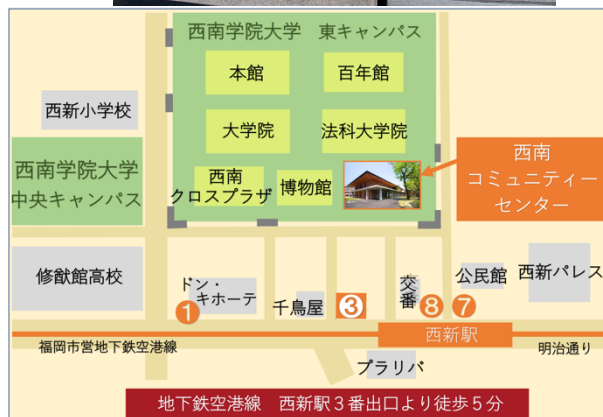 西南学院大学 東キャンパス
本館
百年館
西新小学校
大学院
法科大学院
西南学院大学
中央キャンパス
西南
クロスプラザ
博物館
西南
コミュニティー
センター
修猷館高校
ドン・
キホーテ
千鳥屋
交番
公民館
西新パレス
1
3
8
7
西新駅
福岡市営地下鉄空港線
明治通り
プラリバ
地下鉄空港線 西新駅3番出口より徒歩5分